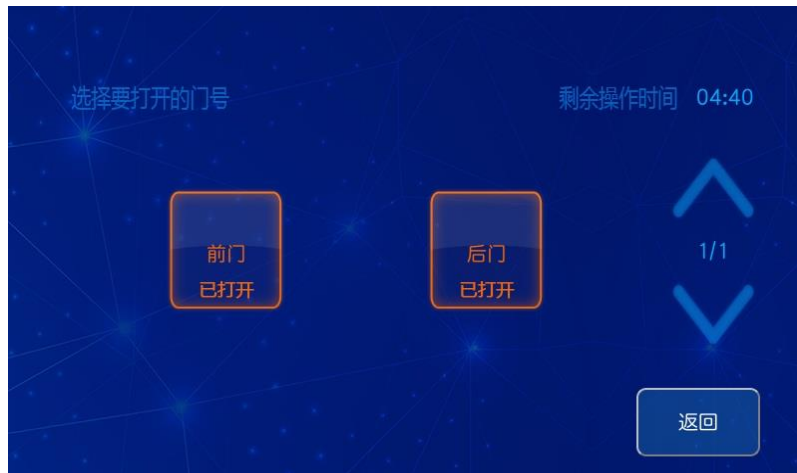 选择要打开的门号
剩余操作时间 04:40
前门
已打开
后门
已打开
1/1
返回